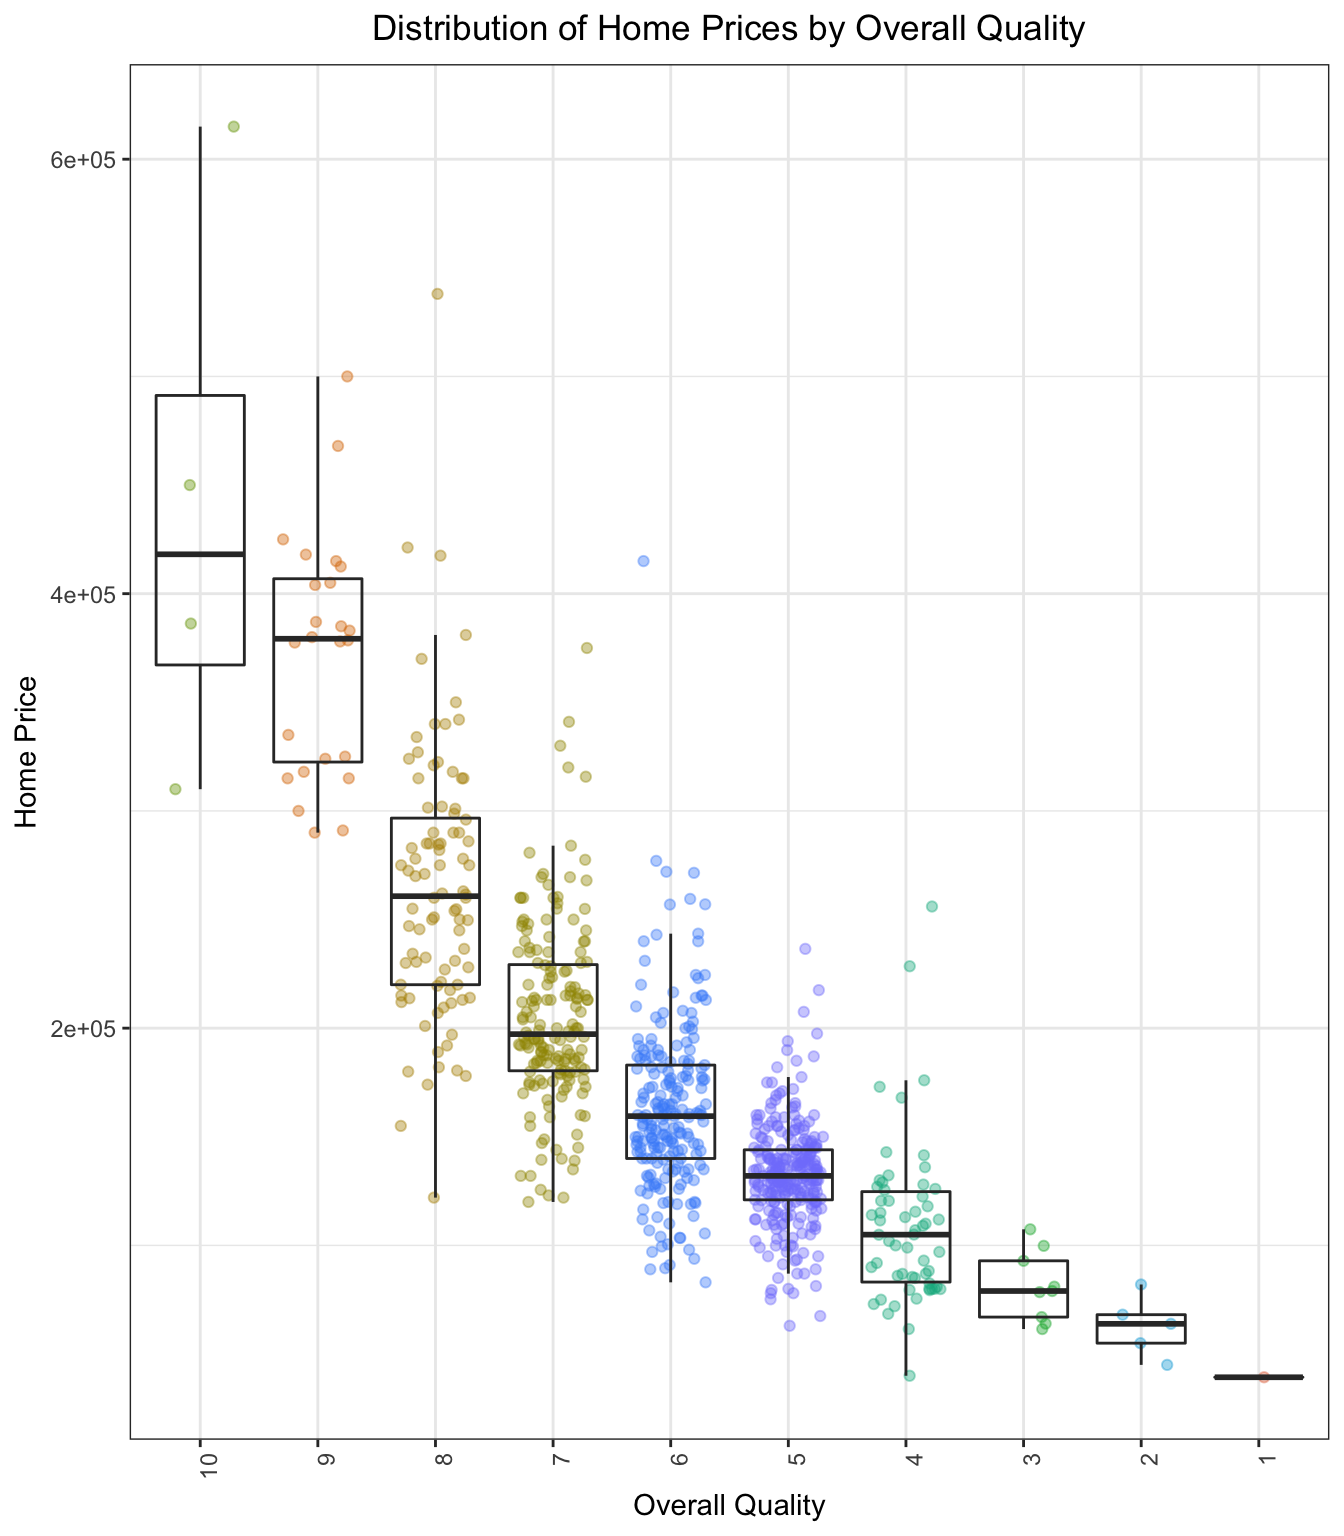 Distribution of Home Prices by Overall Quality
6e+05
4e+05
2e+05
Home Price
10 9 8 7 6 5 4 3 2 1
Overall Quality